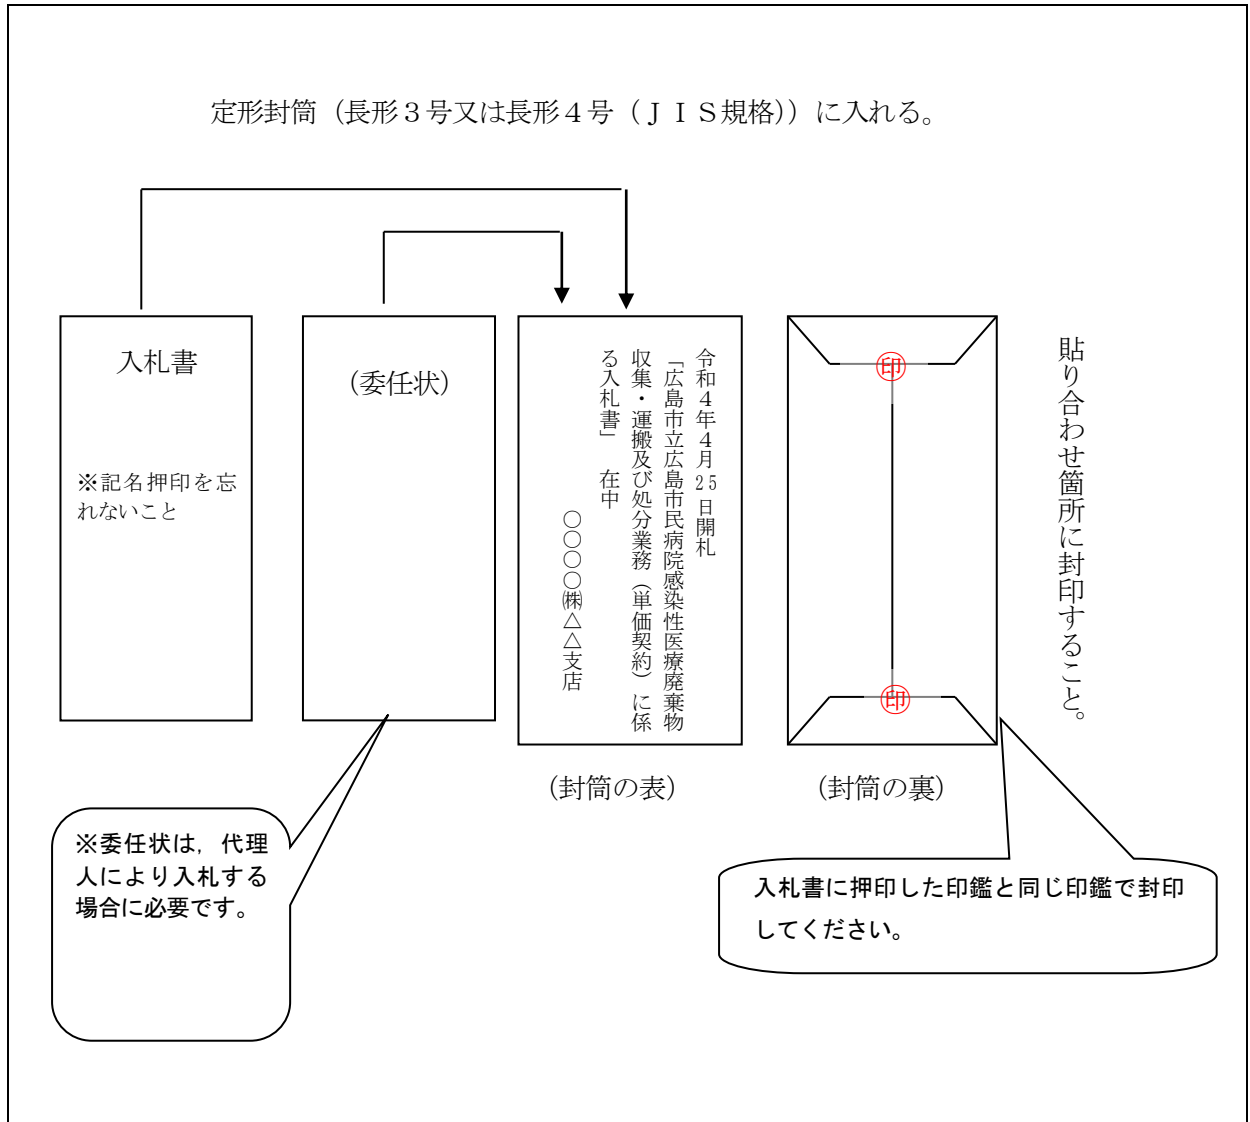 定形封筒（長形３号又は長形４号（ＪＩＳ規格））に入れる。
入札書
※記名押印を忘
れないこと
（委任状）
令和４年４月25日開札
「広島市立広島市民病院感染性医療廃棄物
収集・運搬及び処分業務（単価契約）に係
る入札書」　在中
〇〇〇〇㈱△△支店
印
印
貼り合わせ箇所に封印すること。
（封筒の表）
（封筒の裏）
※委任状は，代理
人により入札する
場合に必要です。
入札書に押印した印鑑と同じ印鑑で封印
してください。